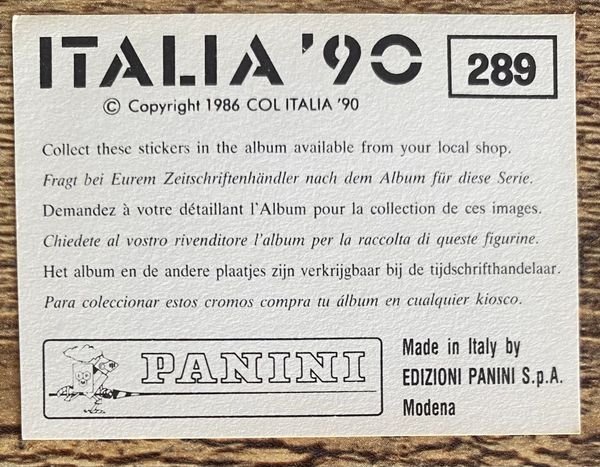 ITALIA '90
289
© Copyright 1986 COL ITALIA '90
Collect these stickers in the album available from your local shop.
Fragt bei Eurem Zeitschriftenhändler nach dem Album für diese Serie.
Demandez à votre détaillant l'Album pour la collection de ces images.
Chiedete al vostro rivenditore l'album per la raccolta di queste figurine.
Het album en de andere plaatjes zijn verkrijgbaar bij de tijdschrifthandelaar.
Para coleccionar estos cromos compra tu álbum en cualquier kiosco.
PANINI
Made in Italy by
EDIZIONI PANINI S.p.A.
Modena